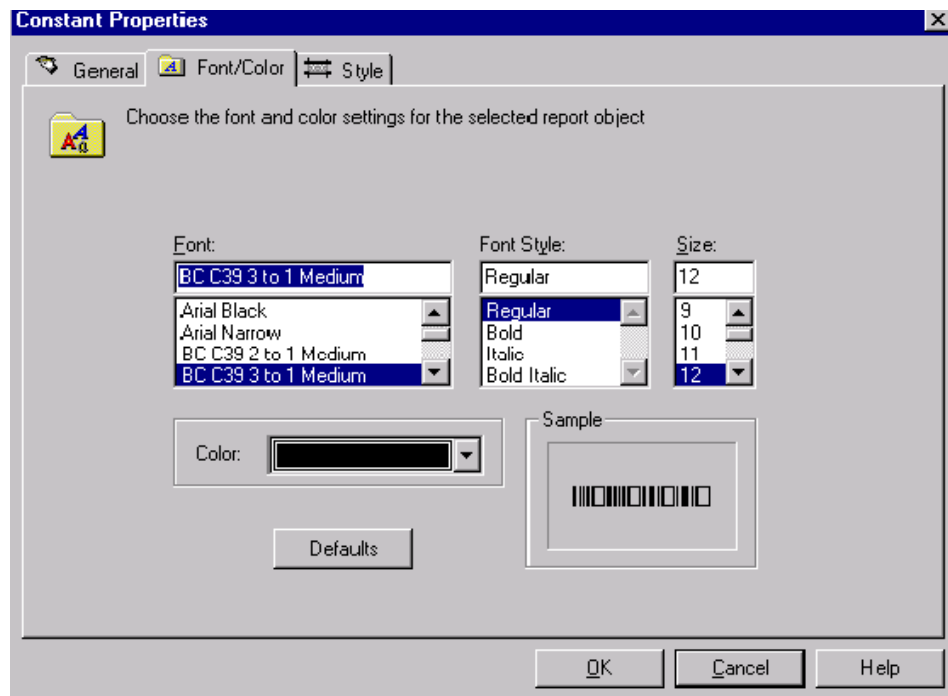 Constant Properties
General
Font/Color
Style
Choose the font and color settings for the selected report object
Font:
BC C39 3 to 1 Medium
Arial Black
Arial Narrow
BC C39 2 to 1 Medium
BC C39 3 to 1 Medium
Font Style:
Regular
Regular
Bold
Italic
Bold Italic
Size:
12
9
10
11
12
Color:
Sample
Defaults
OK
Cancel
Help